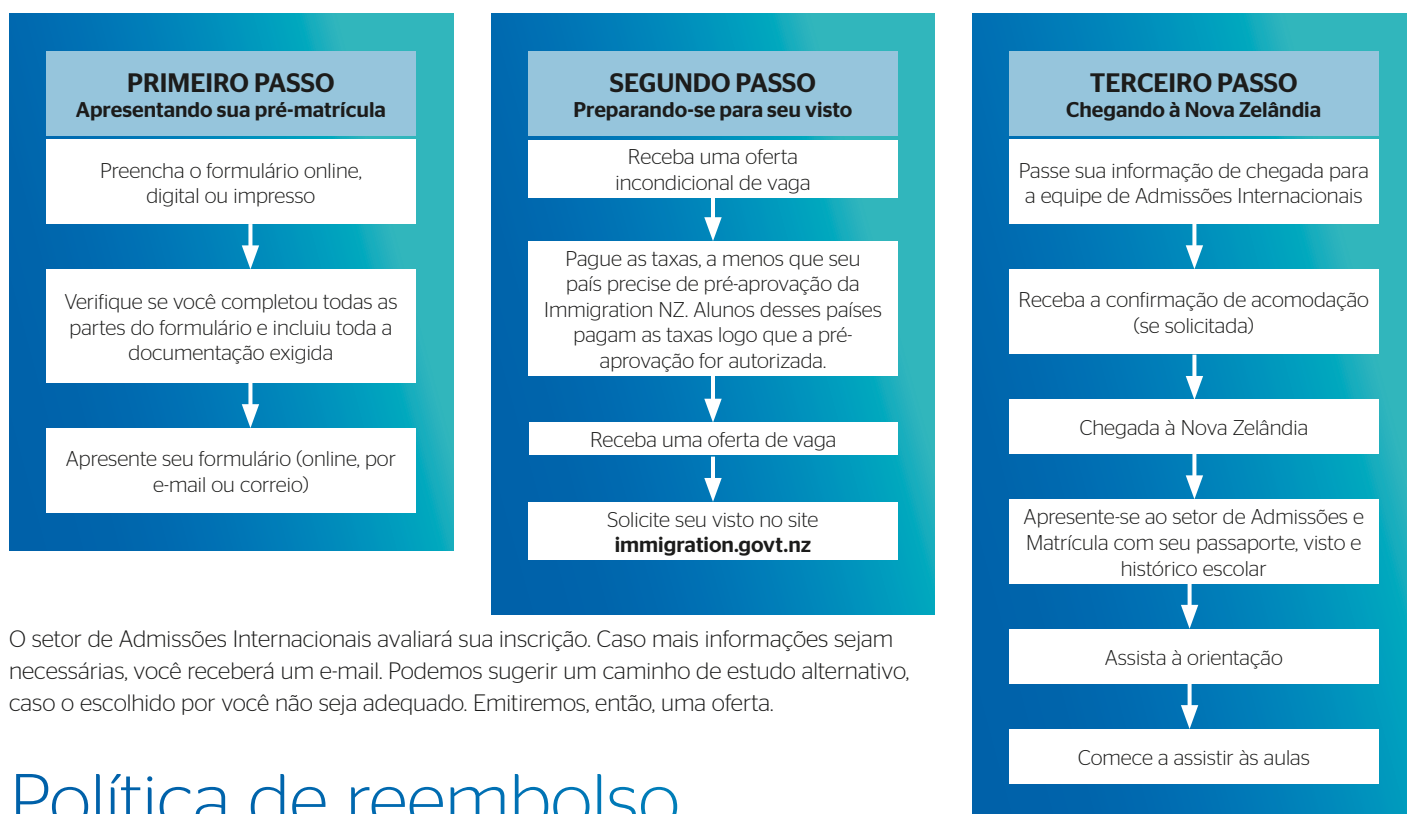 PRIMEIRO PASSO
Apresentando sua pré-matrícula
Preencha o formulário online,
digital ou impresso
Verifique se você completou todas as
partes do formulário e incluiu toda a
documentação exigida
Apresente seu formulário (online, por
e-mail ou correio)
SEGUNDO PASSO
Preparando-se para seu visto
Receba uma oferta
incondicional de vaga
Pague as taxas, a menos que seu
país precise de pré-aprovação da
Immigration NZ. Alunos desses países
pagam as taxas logo que a pré-
aprovação for autorizada.
Receba uma oferta de vaga
Solicite seu visto no site
immigration.govt.nz
TERCEIRO PASSO
Chegando à Nova Zelândia
Passe sua informação de chegada para
a equipe de Admissões Internacionais
Receba a confirmação de acomodação
(se solicitada)
Chegada à Nova Zelândia
Apresente-se ao setor de Admissões e
Matrícula com seu passaporte, visto e
histórico escolar
Assista à orientação
Comece a assistir às aulas
O setor de Admissões Internacionais avaliará sua inscrição. Caso mais informações sejam
necessárias, você receberá um e-mail. Podemos sugerir um caminho de estudo alternativo,
caso o escolhido por você não seja adequado. Emitiremos, então, uma oferta.
Política de reembolso